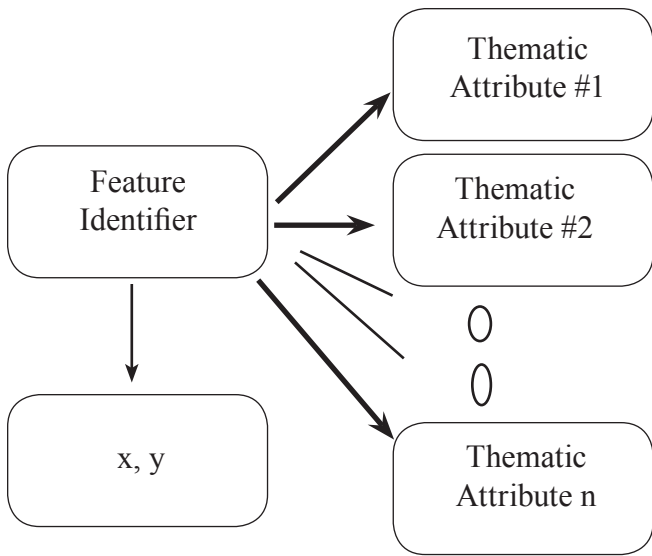 Thematic
Attribute #1
Feature
Identifier
Thematic
Attribute #2
x, y
Thematic
Attribute n